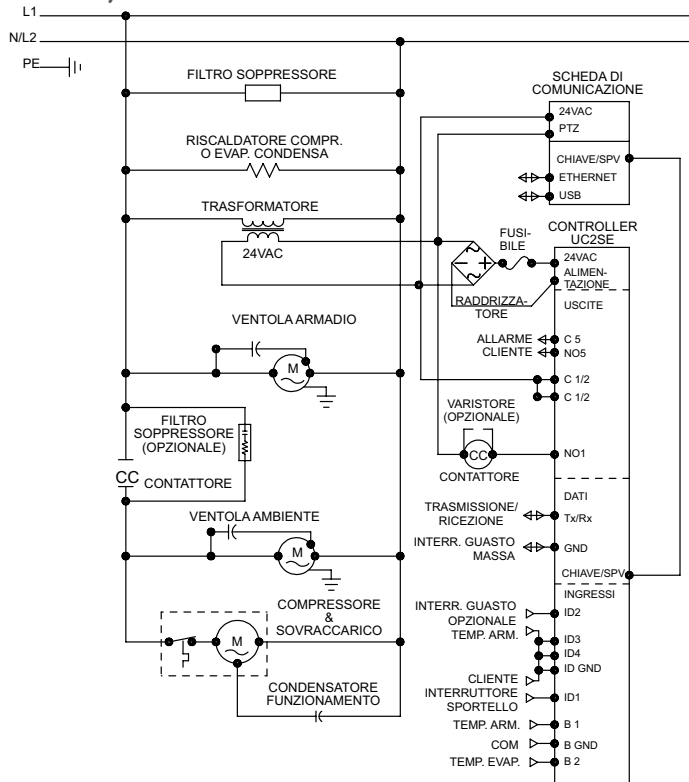 L1
N/L2
PE
FILTRO SOPPRESSORE
RISCALDATORE COMPR.
O EVAP. CONDENSA
TRASFORMATORE
24VAC
VENTOLA ARMADIO
M
FILTRO
SOPPRESSORE
(OPZIONALE)
CC CONTATTORE
VENTOLA AMBIENTE
M
COMPRESSORE
&
SOVRACCARICO
M
CONDENSATORE
FUNZIONAMENTO
SCHEDA DI
COMUNICAZIONE
24VAC
PTZ
CHIAVE/SPV
ETHERNET
USB
FUSI-
BILE
RADDRIZZA-
TORE
CONTROLLER
UC2SE
24VAC
ALIMEN-
TAZIONE
USCITE
ALLARME
CLIENTE
C 5
NO5
C 1/2
C 1/2
VARISTORE
(OPZIONALE)
CC
CONTATTORE
NO1
DATI
TRASMISSIONE/
RICEZIONE
Tx/Rx
INTERR. GUASTO
MASSA
GND
CHIAVE/SPV
INGRESSI
INTERR. GUASTO
OPZIONALE
TEMP. ARM.
ID2
ID3
ID4
ID GND
CLIENTE
INTERRUTTORE
SPORTELLO
ID1
TEMP. ARM.
B 1
COM
B GND
TEMP. EVAP.
B 2